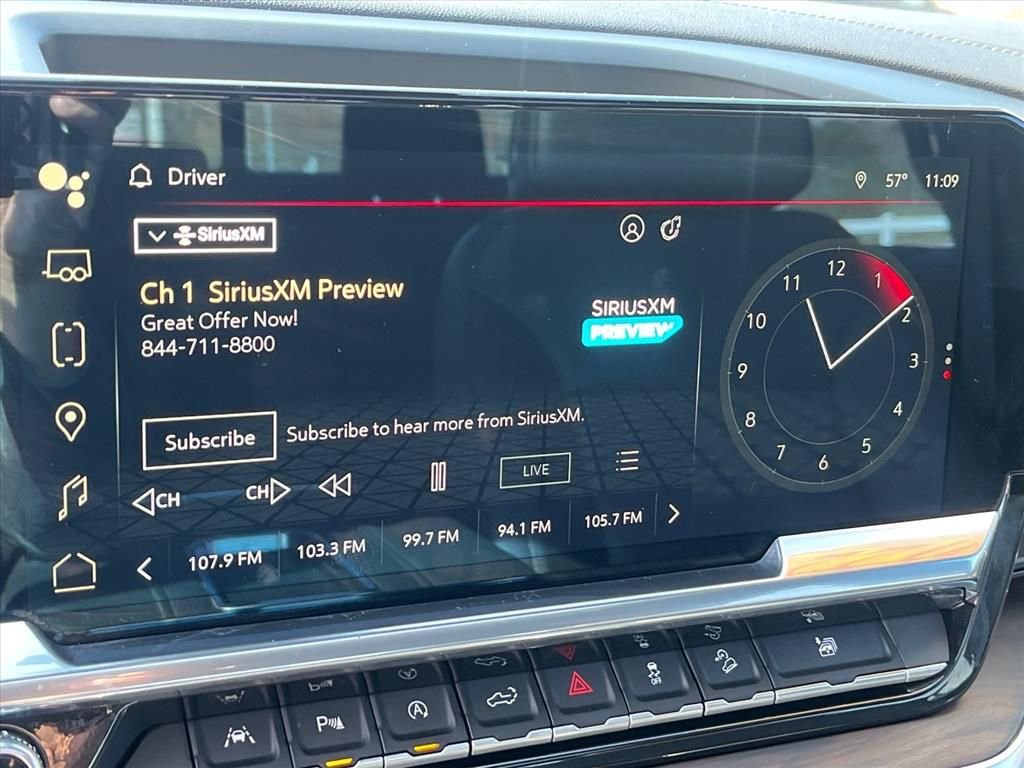 Driver
57° 11:09
SiriusXM
Ch 1 SiriusXM Preview
Great Offer Now!
844-711-8800
SIRIUSXM
PREVIEW
Subscribe
Subscribe to hear more from SiriusXM.
CH
CH
LIVE
107.9 FM
103.3 FM
99.7 FM
94.1 FM
105.7 FM
12
1
2
3
4
5
6
7
8
9
10
11
P
A
OFF